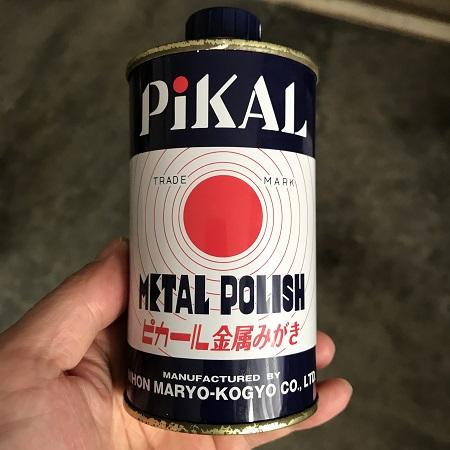 PiKAL
TRADE MARK
METAL POLISH
ピカール金属みがき
MANUFACTURED BY
NIHON MARYO-KOGYO CO., LTD.